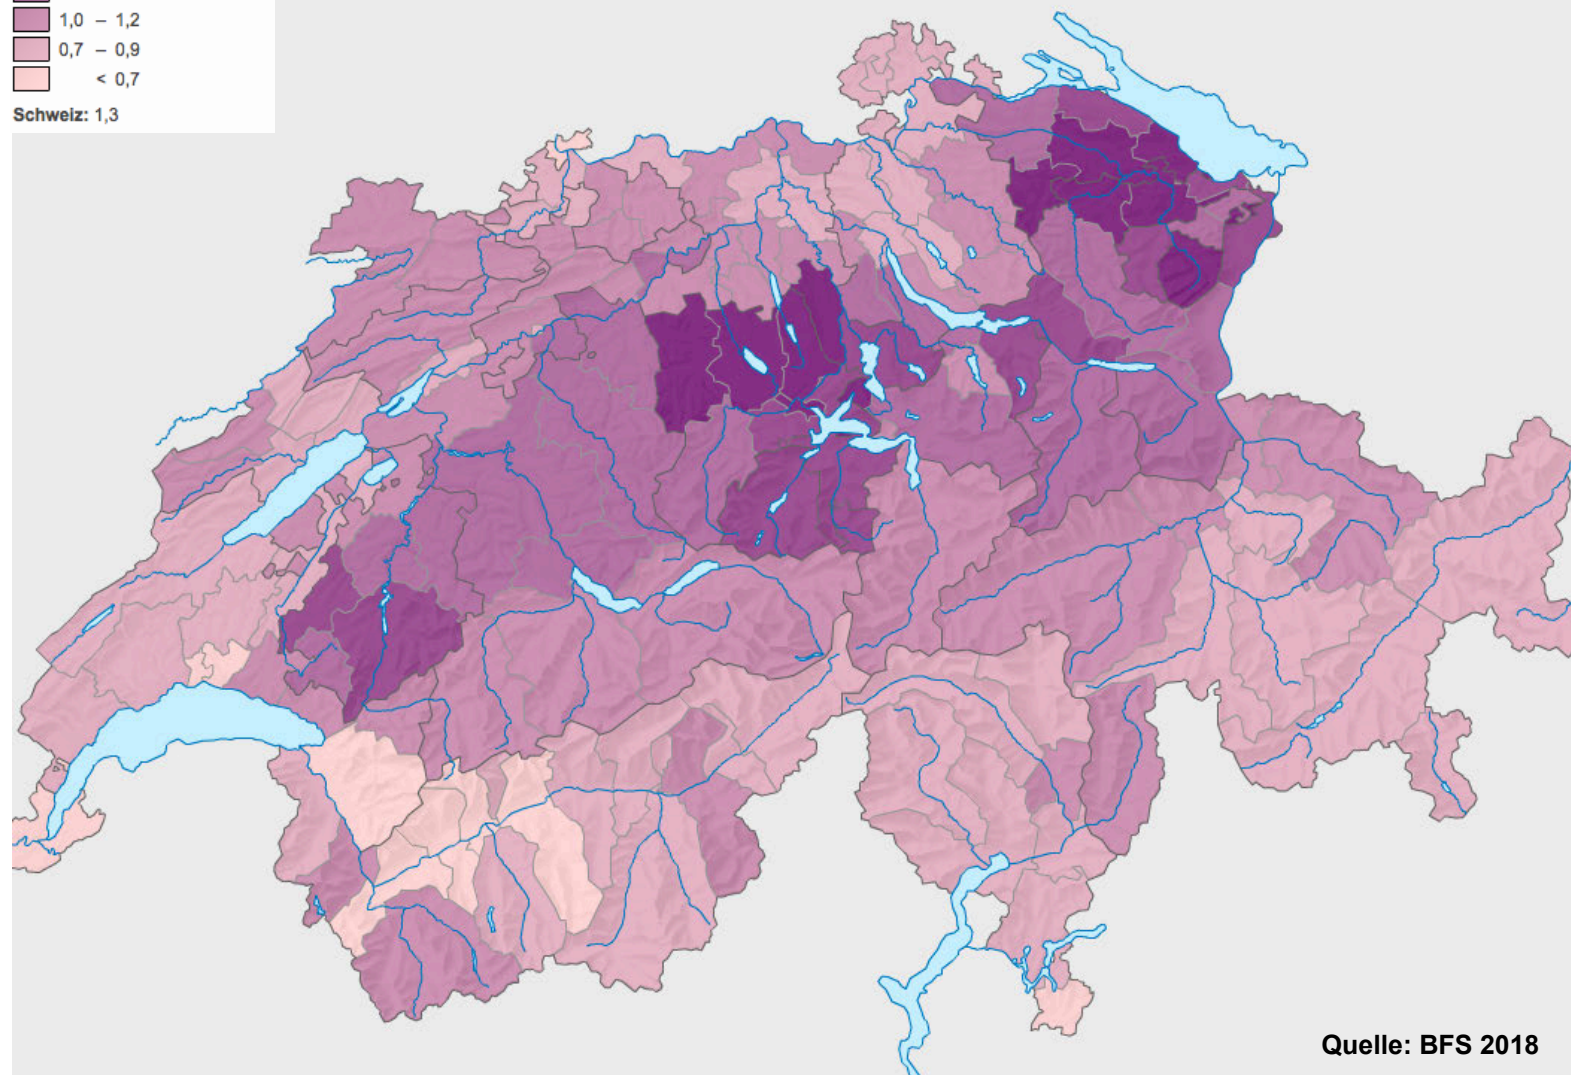 1,0 – 1,2
0,7 – 0,9
< 0,7
Schweiz: 1,3
Quelle: BFS 2018